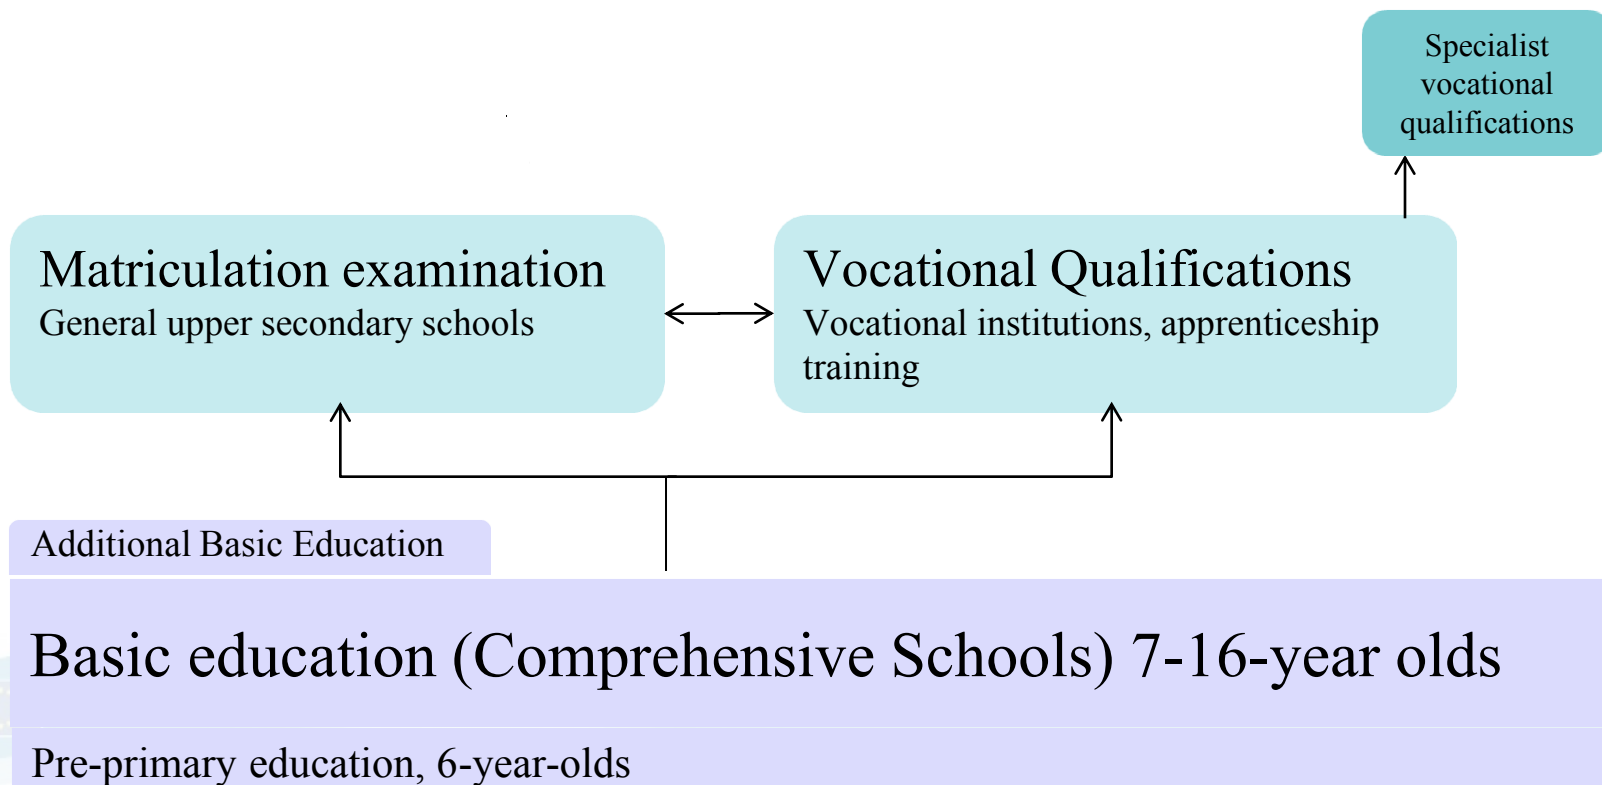 Specialist
vocational
qualifications
Matriculation examination
General upper secondary schools
Vocational Qualifications
Vocational institutions, apprenticeship
training
Additional Basic Education
Basic education (Comprehensive Schools) 7-16-year olds
Pre-primary education, 6-year-olds